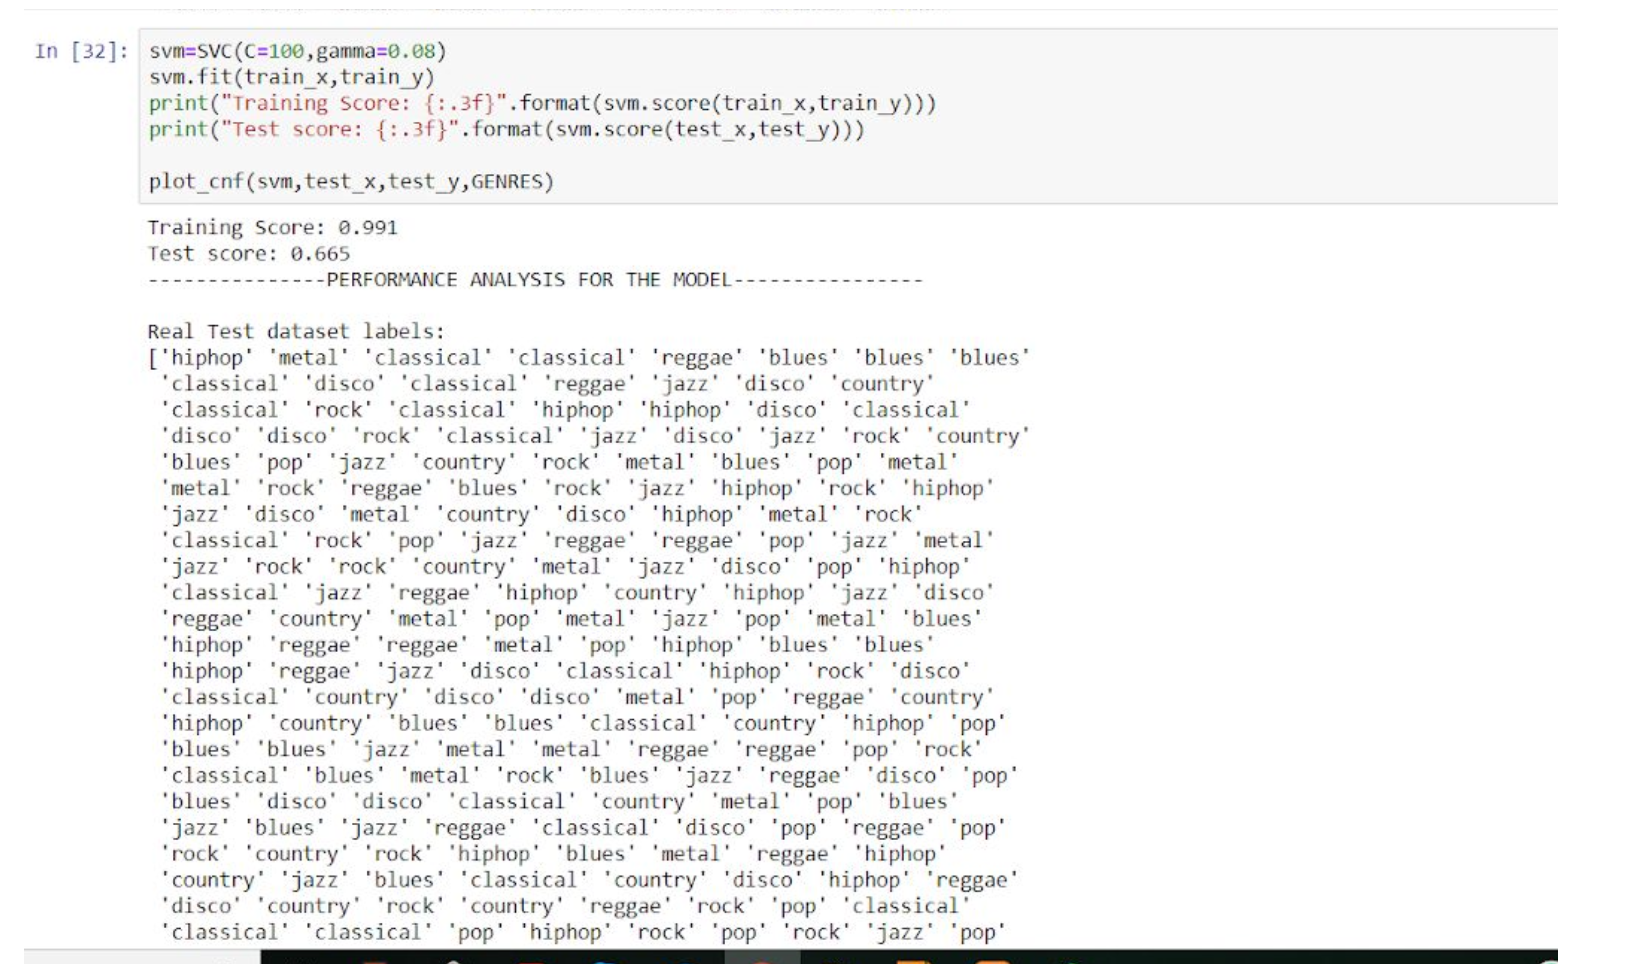 In [32]: svm=SVC(C=100,gamma=0.08)
svm.fit(train_x,train_y)
print("Training Score: {:.3f}".format(svm.score(train_x,train_y)))
print("Test score: {:.3f}".format(svm.score(test_x,test_y)))
plot_cnf(svm,test_x,test_y,GENRES)
Training Score: 0.991
Test score: 0.665
---------------PERFORMANCE ANALYSIS FOR THE MODEL----------------
Real Test dataset labels:
['hiphop' 'metal' 'classical' 'classical' 'reggae' 'blues' 'blues' 'blues'
'classical' 'disco' 'classical' 'reggae' 'jazz' 'disco' 'country'
'classical' 'rock' 'classical' 'hiphop' 'hiphop' 'disco' 'classical'
'disco' 'disco' 'rock' 'classical' 'jazz' 'disco' 'jazz' 'rock' 'country'
'blues' 'pop' 'jazz' 'country' 'rock' 'metal' 'blues' 'pop' 'metal'
'metal' 'rock' 'reggae' 'blues' 'rock' 'jazz' 'hiphop' 'rock' 'hiphop'
'jazz' 'disco' 'metal' 'country' 'disco' 'hiphop' 'metal' 'rock'
'classical' 'rock' 'pop' 'jazz' 'reggae' 'reggae' 'pop' 'jazz' 'metal'
'jazz' 'rock' 'rock' 'country' 'metal' 'jazz' 'disco' 'pop' 'hiphop'
'classical' 'jazz' 'reggae' 'hiphop' 'country' 'hiphop' 'jazz' 'disco'
'reggae' 'country' 'metal' 'pop' 'metal' 'jazz' 'pop' 'metal' 'blues'
'hiphop' 'reggae' 'reggae' 'metal' 'pop' 'hiphop' 'blues' 'blues'
'hiphop' 'reggae' 'jazz' 'disco' 'classical' 'hiphop' 'rock' 'disco'
'classical' 'country' 'disco' 'disco' 'metal' 'pop' 'reggae' 'country'
'hiphop' 'country' 'blues' 'blues' 'classical' 'country' 'hiphop' 'pop'
'blues' 'blues' 'jazz' 'metal' 'metal' 'reggae' 'reggae' 'pop' 'rock'
'classical' 'blues' 'metal' 'rock' 'blues' 'jazz' 'reggae' 'disco' 'pop'
'blues' 'disco' 'disco' 'classical' 'country' 'metal' 'pop' 'blues'
'jazz' 'blues' 'jazz' 'reggae' 'classical' 'disco' 'pop' 'reggae' 'pop'
'rock' 'country' 'rock' 'hiphop' 'blues' 'metal' 'reggae' 'hiphop'
'country' 'jazz' 'blues' 'classical' 'country' 'disco' 'hiphop' 'reggae'
'disco' 'country' 'rock' 'country' 'reggae' 'rock' 'pop' 'classical'
'classical' 'classical' 'pop' 'hiphop' 'rock' 'pop' 'rock' 'jazz' 'pop'